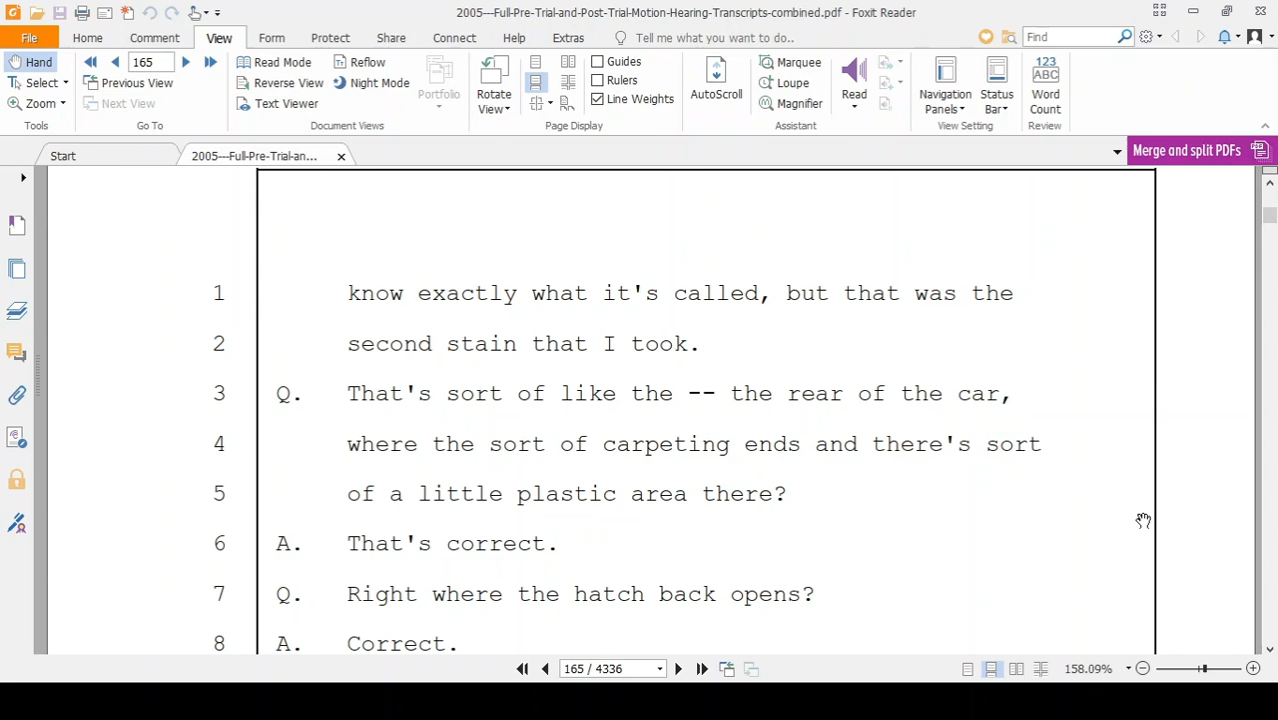 2005---Full-Pre-Trial-and-Post-Trial-Motion-Hearing-Transcripts-combined.pdf - Foxit Reader
File Home Comment View Form Protect Share Connect Help Extras Tell me what you want to do.. Find
Hand 165 Read Mode Reflow Guides Marquee
Select Previous View Reverse View Night Mode Rulers Loupe
Zoom Next View Text Viewer Portfolio Rotate View Line Weights AutoScroll Magnifier Read Navigation Panels Status Bar 123 ABC Word Count
Tools Go To Document Views Page Display Assistant View Setting Review
Start 2005---Full-Pre-Trial-an... Merge and split PDFs
1 know exactly what it's called, but that was the
2 second stain that I took.
3 Q. That's sort of like the -- the rear of the car,
4 where the sort of carpeting ends and there's sort
5 of a little plastic area there?
6 A. That's correct.
7 Q. Right where the hatch back opens?
8 A. Correct.
165 / 4336 158.09%